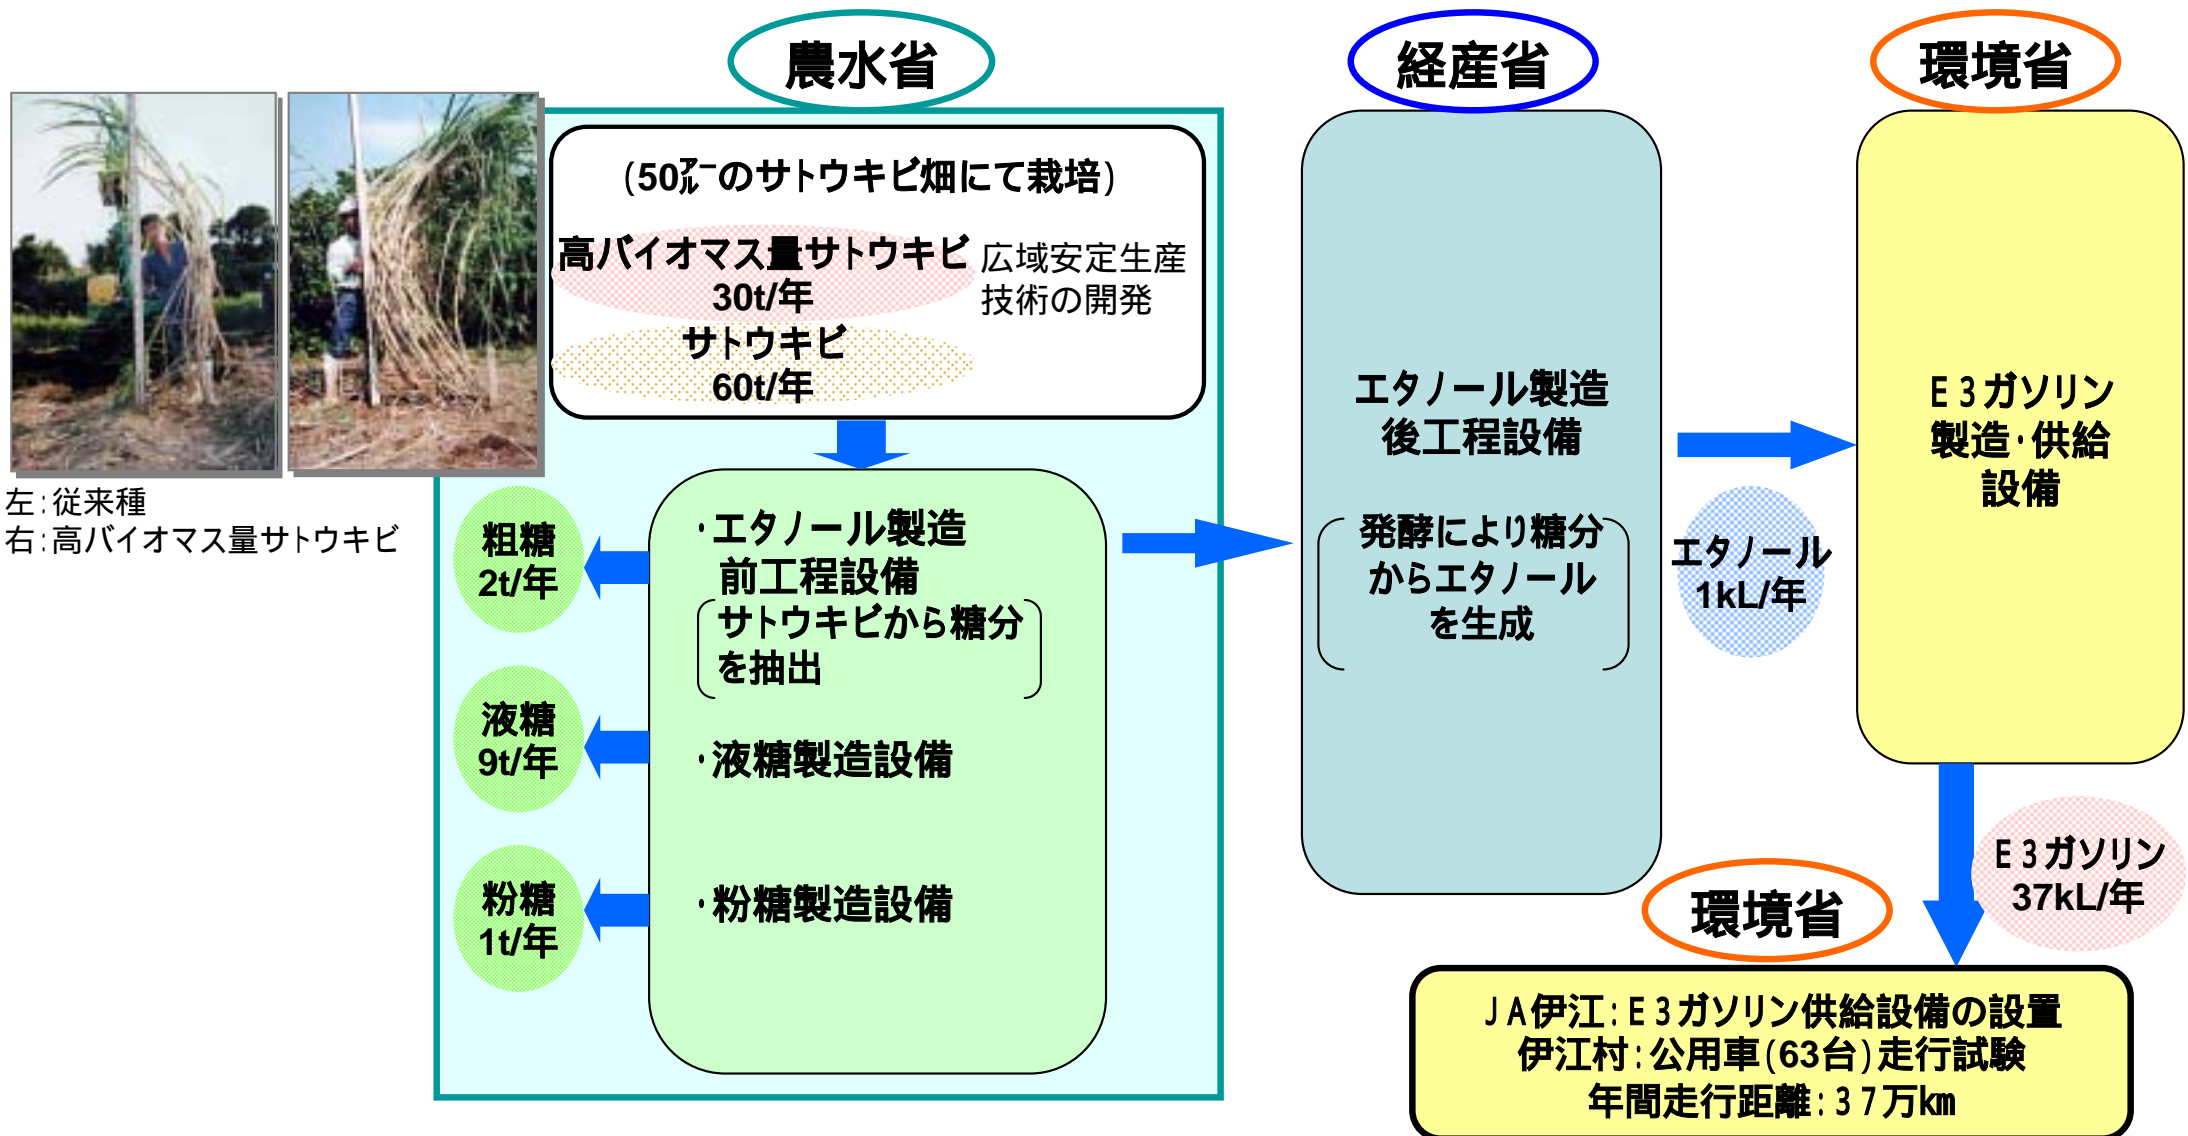 農水省
経産省
環境省
(50㌃のサトウキビ畑にて栽培)
高バイオマス量サトウキビ
30t/年
広域安定生産
技術の開発
サトウキビ
60t/年
左:従来種
右:高バイオマス量サトウキビ
粗糖
2t/年
液糖
9t/年
粉糖
1t/年
・エタノール製造
前工程設備
サトウキビから糖分
を抽出
・液糖製造設備
・粉糖製造設備
エタノール製造
後工程設備
発酵により糖分
からエタノール
を生成
エタノール
1kL/年
E3ガソリン
製造・供給
設備
E3ガソリン
37kL/年
環境省
JA伊江:E3ガソリン供給設備の設置
伊江村:公用車(63台)走行試験
年間走行距離:37万km